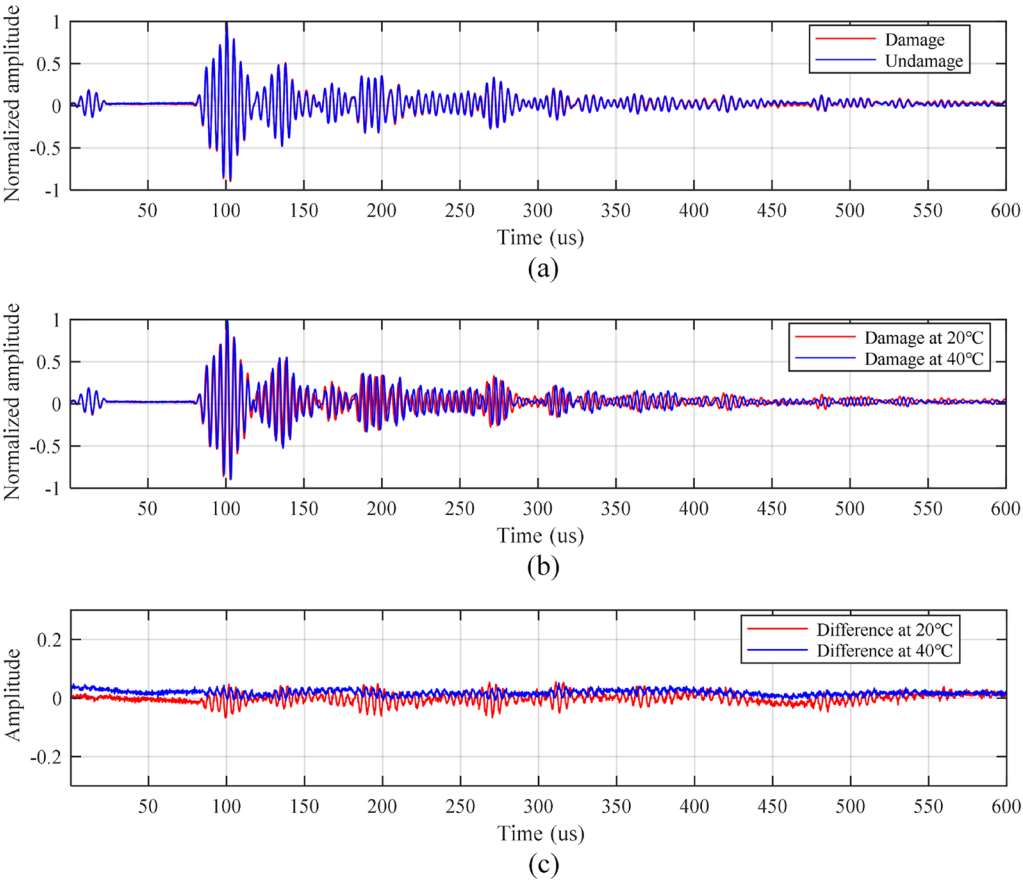 Normalized amplitude
1
0.5
0
-0.5
-1
Damage
Undamage
50 100 150 200 250 300 350 400 450 500 550 600
Time (us)
(a)
Normalized amplitude
1
0.5
0
-0.5
-1
Damage at 20℃
Damage at 40℃
50 100 150 200 250 300 350 400 450 500 550 600
Time (us)
(b)
Amplitude
0.2
0
-0.2
Difference at 20℃
Difference at 40℃
50 100 150 200 250 300 350 400 450 500 550 600
Time (us)
(c)